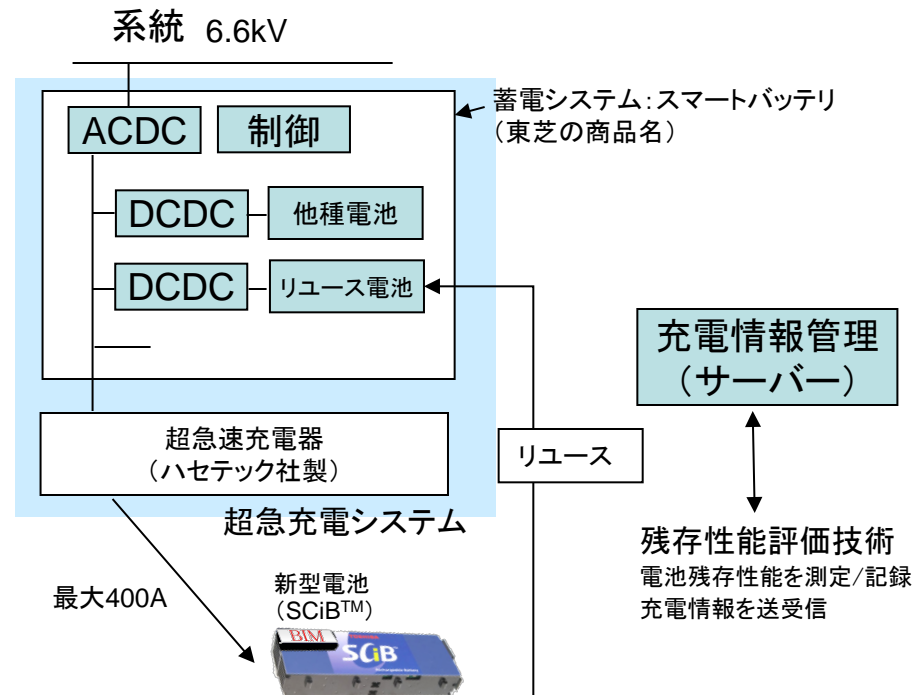 系統 6.6kV
蓄電システム：スマートバッテリ
（東芝の商品名）
ACDC
制御
DCDC
他種電池
DCDC
リユース電池
充電情報管理
（サーバー）
超急速充電器
（ハセテック社製）
リユース
超急充電システム
残存性能評価技術
電池残存性能を測定/記録
充電情報を送受信
最大400A
新型電池
（SCiB™）
BIM
SCiB